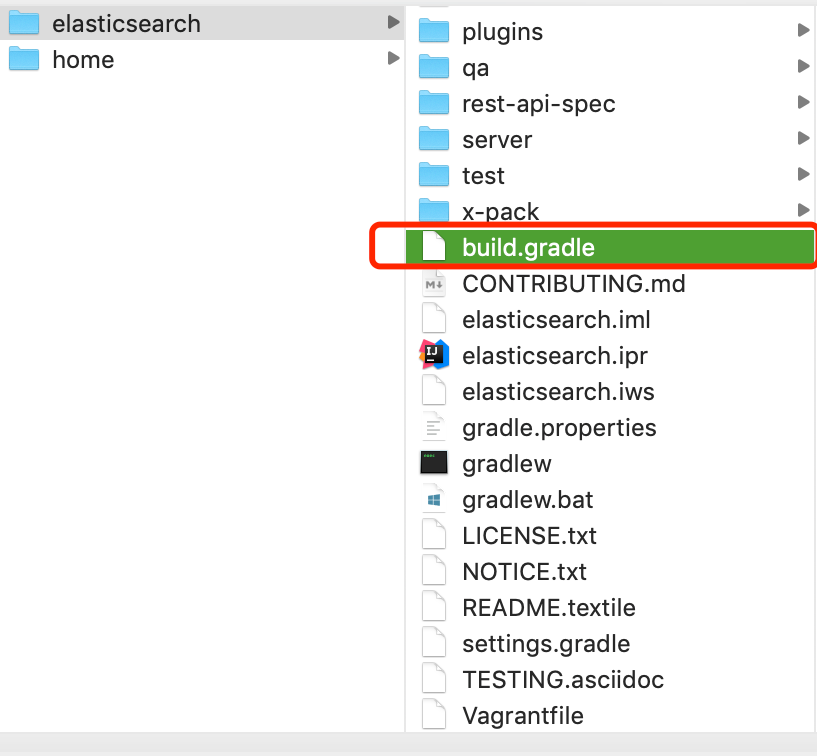 elasticsearch
home
plugins
qa
rest-api-spec
server
test
x-pack
build.gradle
CONTRIBUTING.md
elasticsearch.iml
elasticsearch.ipr
elasticsearch.iws
gradle.properties
gradlew
gradlew.bat
LICENSE.txt
NOTICE.txt
README.textile
settings.gradle
TESTING.asciidoc
Vagrantfile